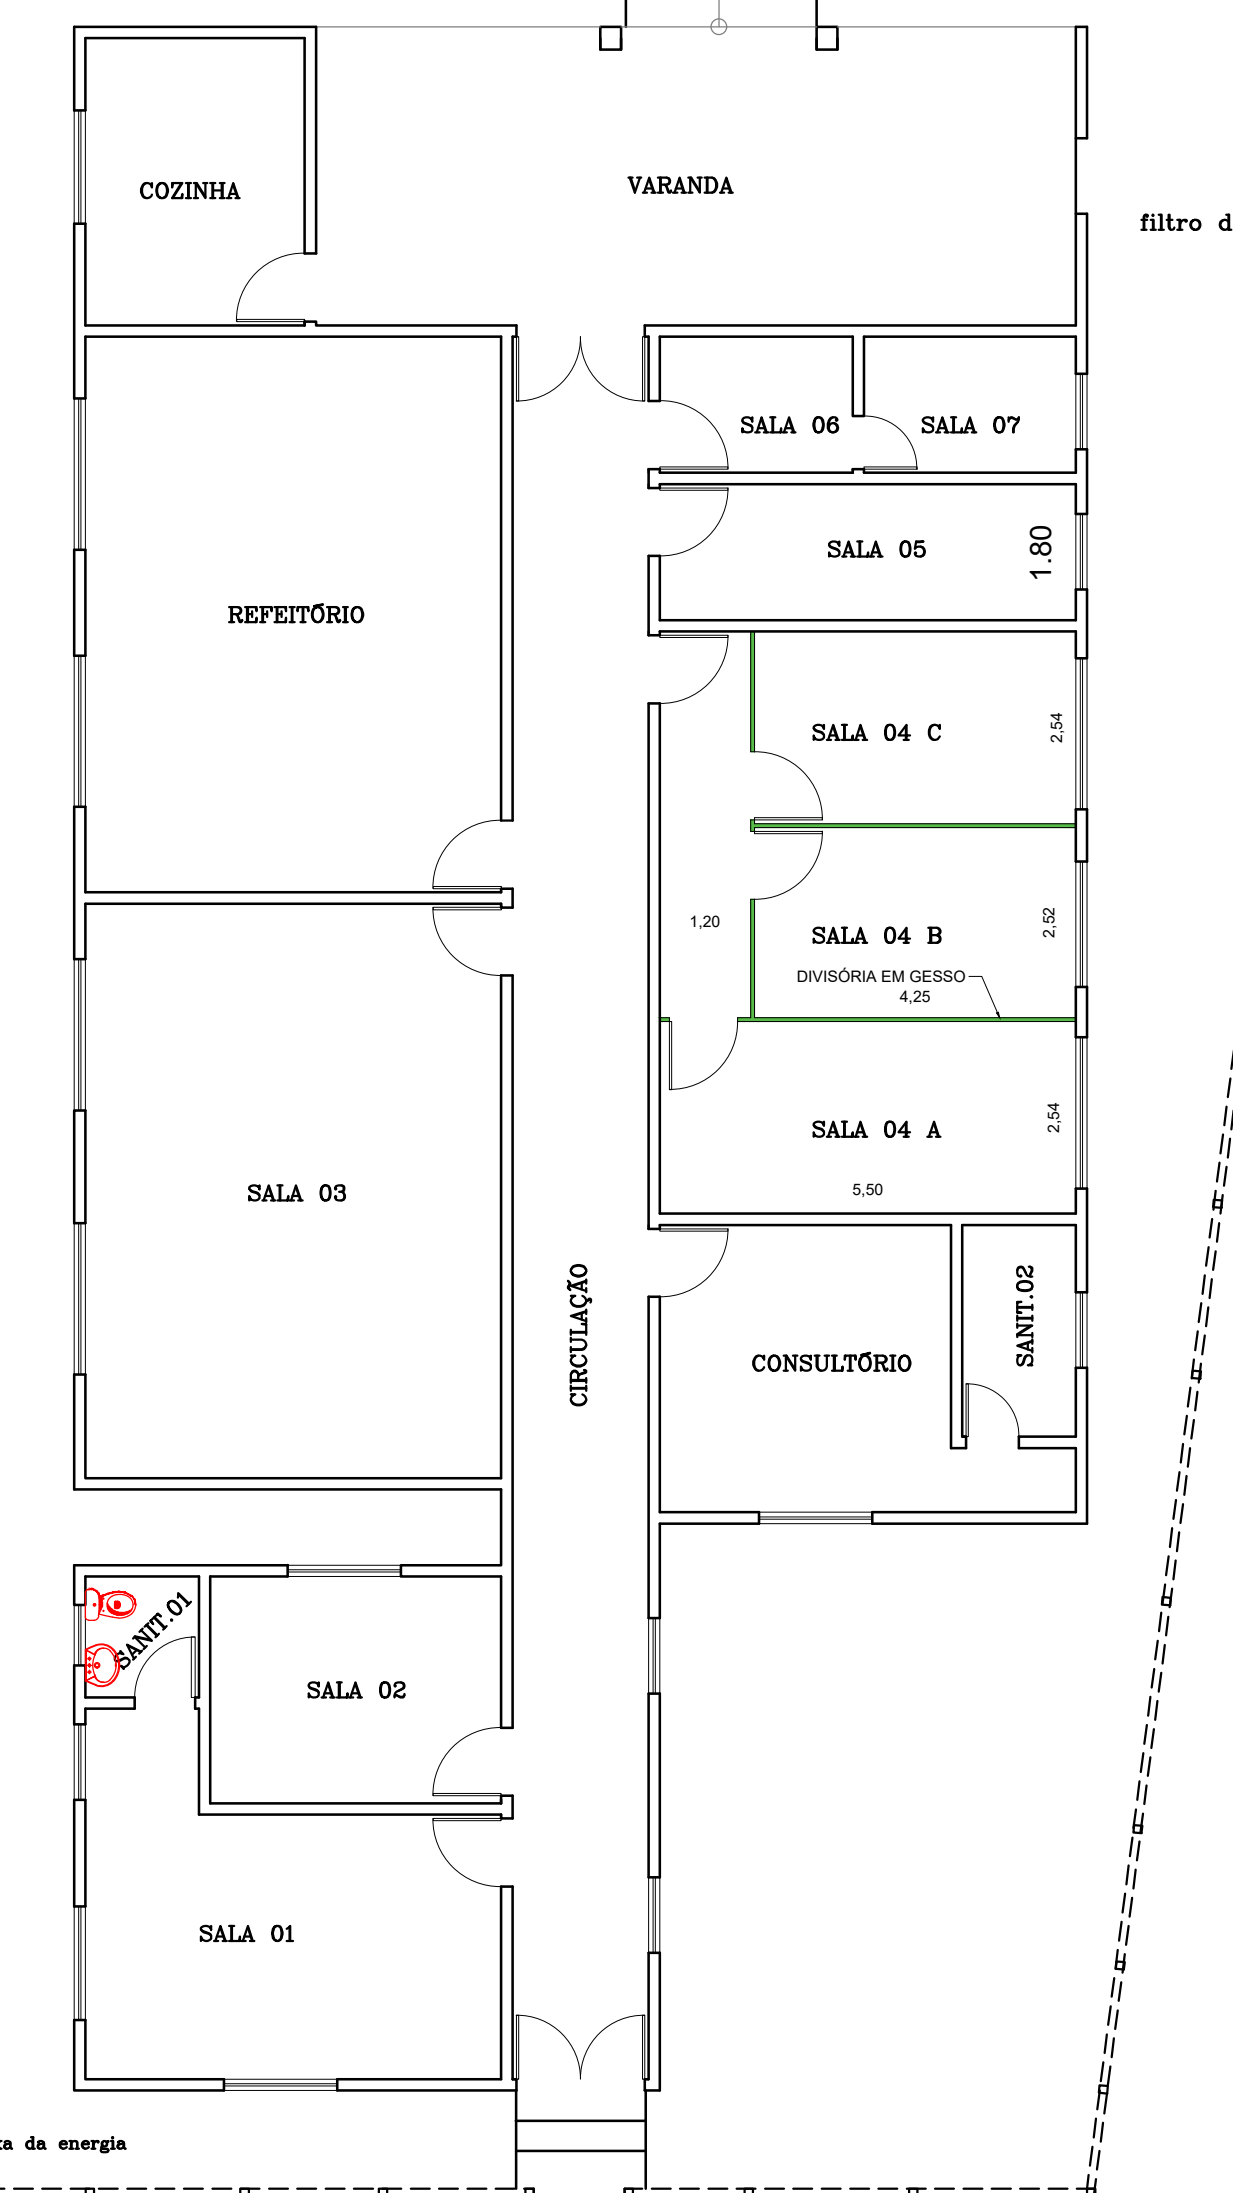 COZINHA
VARANDA
filtro d
SALA 06
SALA 07
SALA 05
1.80
REFEITÓRIO
SALA 04 C
2,54
1,20
SALA 04 B
2,52
DIVISÓRIA EM GESSO
4,25
SALA 04 A
2,54
5,50
SALA 03
CIRCULAÇÃO
CONSULTÓRIO
SANIT.02
SANIT.01
SALA 02
SALA 01
ta da energia